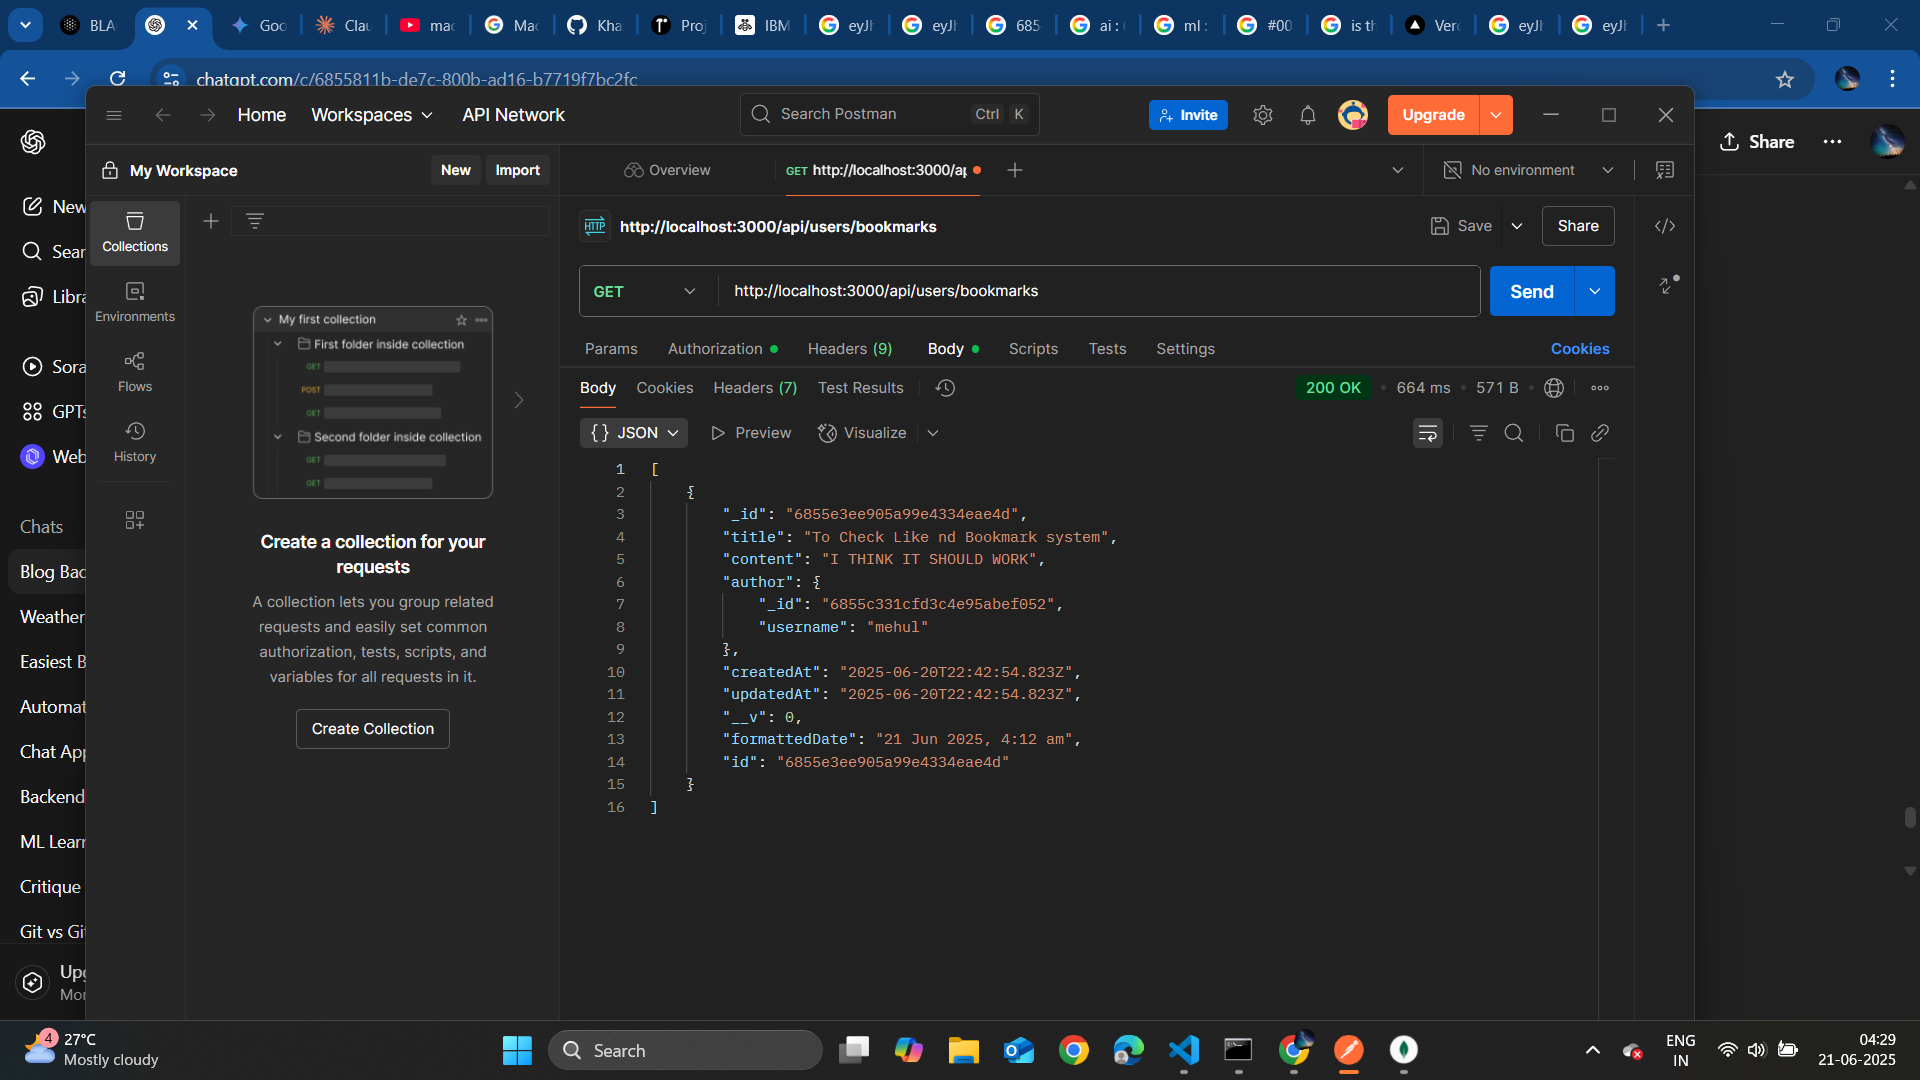 BLA
Goo
Clau
mac
Mac
Kha
Proj
IBM
eyJh
eyJh
685
ai : 
ml :
#00
is th
Verc
eyJh
eyJh
chatgpt.com/c/6855811b-de7c-800b-ad16-b7719f7bc2fc
Home
Workspaces
API Network
Search Postman
Ctrl
K
Invite
Upgrade
Share
My Workspace
New
Import
Overview
GET http://localhost:3000/ap
No environment
New
Sear
Libra
Sora
GPTs
Web
Chats
Blog Bac
Weather
Easiest B
Automat
Chat App
Backend
ML Learn
Critique
Git vs Git
Upg
Mor
Collections
Environments
Flows
History
My first collection
First folder inside collection
GET
POST
GET
Second folder inside collection
GET
GET
Create a collection for your
requests
A collection lets you group related
requests and easily set common
authorization, tests, scripts, and
variables for all requests in it.
Create Collection
HTTP
http://localhost:3000/api/users/bookmarks
Save
Share
GET
http://localhost:3000/api/users/bookmarks
Send
Params
Authorization
Headers (9)
Body
Scripts
Tests
Settings
Cookies
Body
Cookies
Headers (7)
Test Results
200 OK
664 ms
571 B
{} JSON
Preview
Visualize
1 [
2 {
3 "_id": "6855e3ee905a99e4334eae4d",
4 "title": "To Check Like nd Bookmark system",
5 "content": "I THINK IT SHOULD WORK",
6 "author": {
7 "_id": "6855c331cfd3c4e95abef052",
8 "username": "mehul"
9 },
10 "createdAt": "2025-06-20T22:42:54.823Z",
11 "updatedAt": "2025-06-20T22:42:54.823Z",
12 "__v": 0,
13 "formattedDate": "21 Jun 2025, 4:12 am",
14 "id": "6855e3ee905a99e4334eae4d"
15 }
16 ]
4
27°C
Mostly cloudy
Search
ENG
IN
04:29
21-06-2025